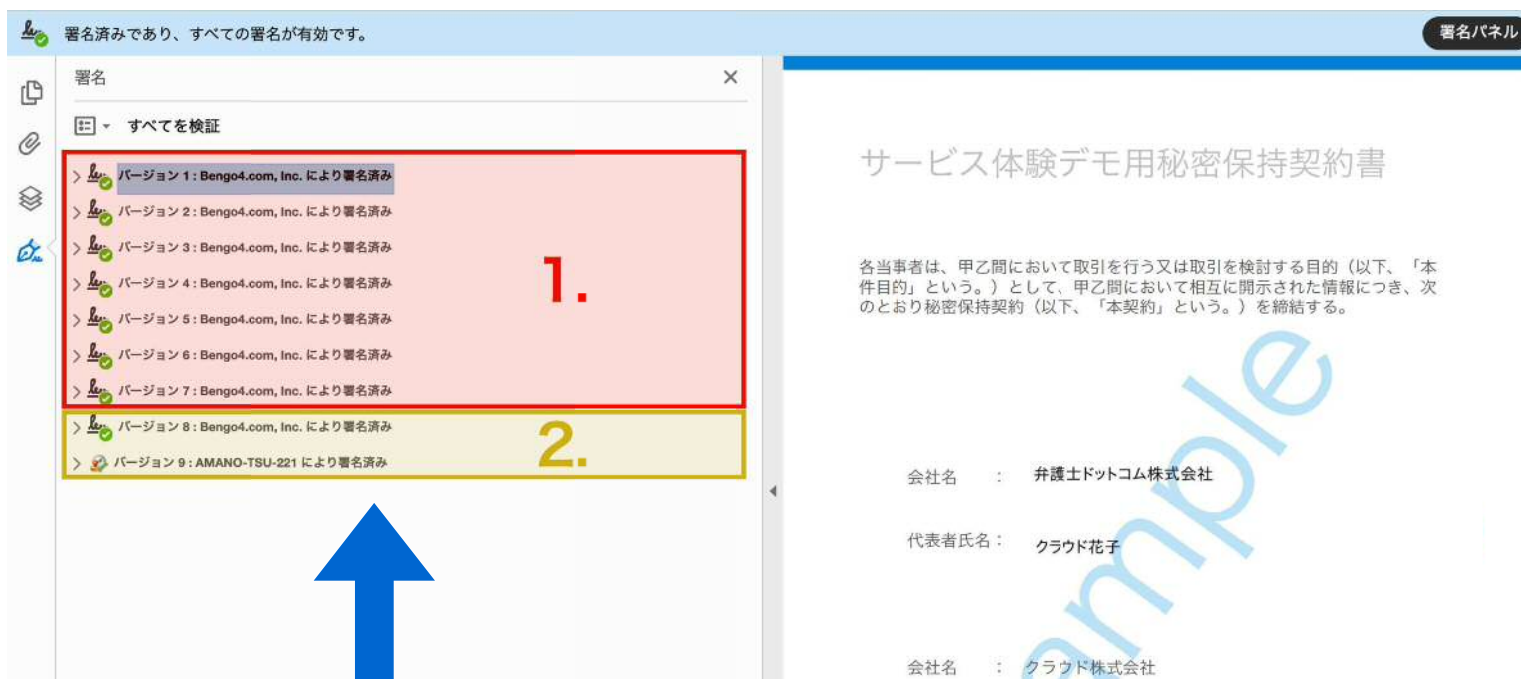 署名済みであり、すべての署名が有効です。
署名パネル
署名
すべてを検証
バージョン 1 : Bengo4.com, Inc. により署名済み
バージョン 2 : Bengo4.com, Inc. により署名済み
バージョン 3 : Bengo4.com, Inc. により署名済み
バージョン 4 : Bengo4.com, Inc. により署名済み
バージョン 5 : Bengo4.com, Inc. により署名済み
バージョン 6 : Bengo4.com, Inc. により署名済み
バージョン 7 : Bengo4.com, Inc. により署名済み
1.
バージョン 8 : Bengo4.com, Inc. により署名済み
バージョン 9 : AMANO-TSU-221 により署名済み
2.
サービス体験デモ用秘密保持契約書
各当事者は、甲乙間において取引を行う又は取引を検討する目的（以下、「本
件目的」という。）として、甲乙間において相互に開示された情報につき、次
のとおり秘密保持契約（以下、「本契約」という。）を締結する。
会社名 : 弁護士ドットコム株式会社
代表者氏名： クラウド花子
会社名 : クラウド株式会社
ample